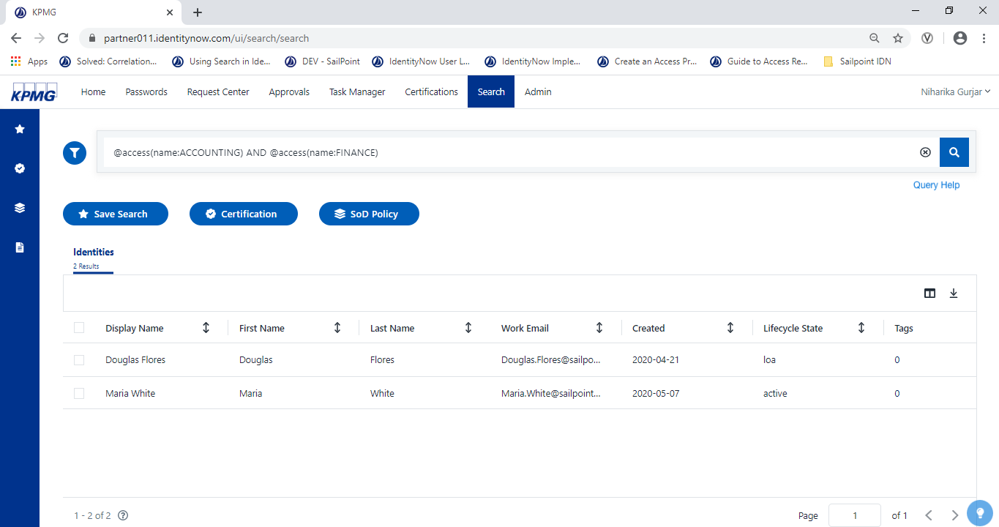 KPMG
partner011.identitynow.com/ui/search/search
Apps Solved: Correlation... Using Search in Ide... DEV - SailPoint IdentityNow User L... IdentityNow Imple... Create an Access Pr... Guide to Access Re... Sailpoint IDN
KPMG Home Passwords Request Center Approvals Task Manager Certifications Search Admin Niharika Gurjar
@access(name:ACCOUNTING) AND @access(name:FINANCE)
Query Help
Save Search Certification SoD Policy
Identities
2 Results
Display Name First Name Last Name Work Email Created Lifecycle State Tags
Douglas Flores Douglas Flores Douglas.Flores@sailpo... 2020-04-21 loa 0
Maria White Maria White Maria.White@sailpoint... 2020-05-07 active 0
1 - 2 of 2 ? Page 1 of 1